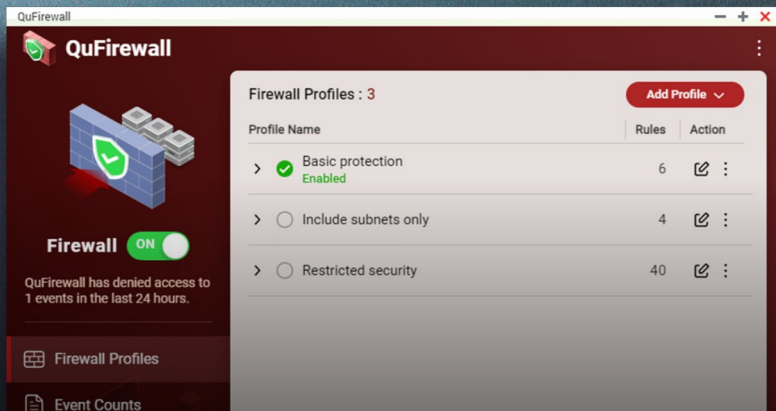 QuFirewall
QuFirewall
Firewall Profiles : 3
Add Profile
Profile Name Rules Action
Basic protection 6
Enabled
Include subnets only 4
Restricted security 40
Firewall ON
QuFirewall has denied access to
1 events in the last 24 hours.
Firewall Profiles
Event Counts